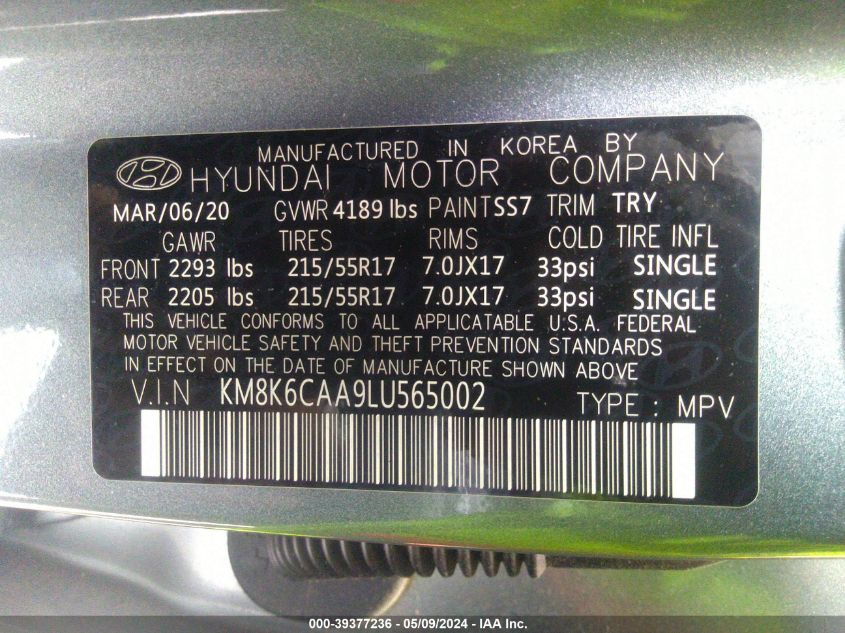 MANUFACTURED IN KOREA BY
HYUNDAI MOTOR COMPANY
MAR/06/20 GVWR 4189 lbs PAINT SS7 TRIM TRY
GAWR TIRES RIMS COLD TIRE INFL
FRONT 2293 lbs 215/55R17 7.0JX17 33psi SINGLE
REAR 2205 lbs 215/55R17 7.0JX17 33psi SINGLE
THIS VEHICLE CONFORMS TO ALL APPLICATABLE U.S.A. FEDERAL
MOTOR VEHICLE SAFETY AND THEFT PREVENTION STANDARDS
IN EFFECT ON THE DATE OF MANUFACTURE SHOWN ABOVE
V.I.N KM8K6CAA9LU565002 TYPE : MPV
000-39377236 - 05/09/2024 - IAA Inc.